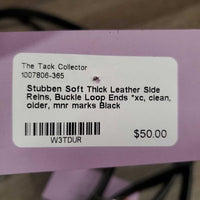 The Tack Collector
1007806-365
Stubben Soft Thick Leather Side
Reins, Buckle Loop Ends *xc, clean,
older, mnr marks Black
$50.00
W3TDUR